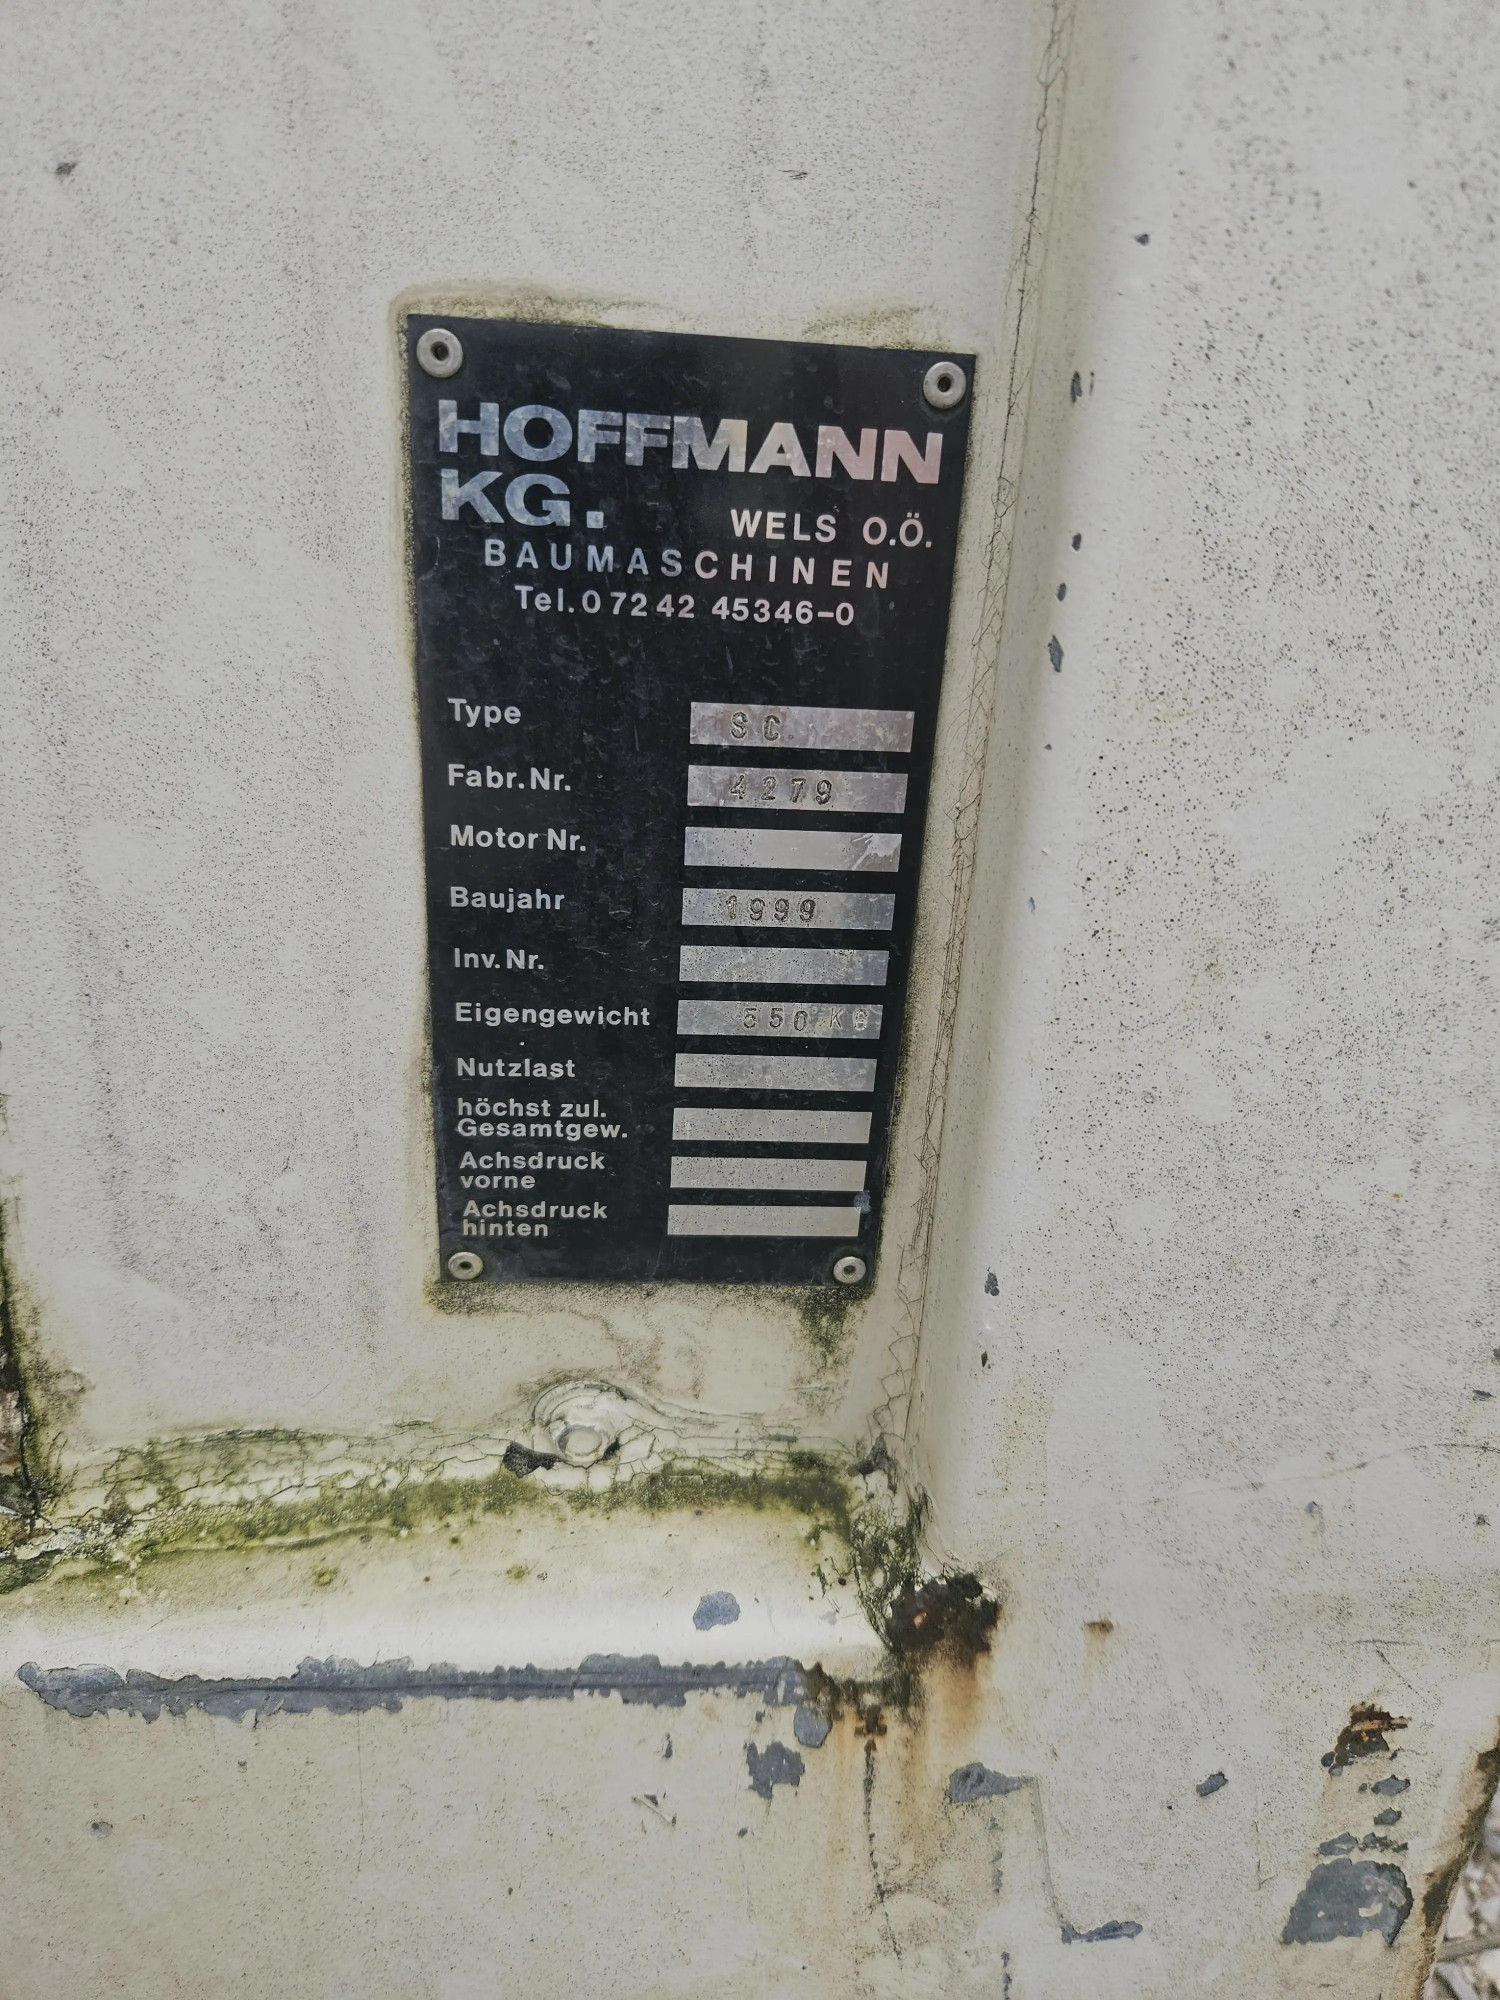 HOFFMANN
KG.
WELS O.Ö.
BAUMASCHINEN
Tel. 0 72 42 45346-0
Type SC
Fabr.Nr. 4279
Motor Nr.
Baujahr 1999
Inv.Nr.
Eigengewicht 550 KG
Nutzlast
höchst zul.
Gesamtgew.
Achsdruck
vorne
Achsdruck
hinten